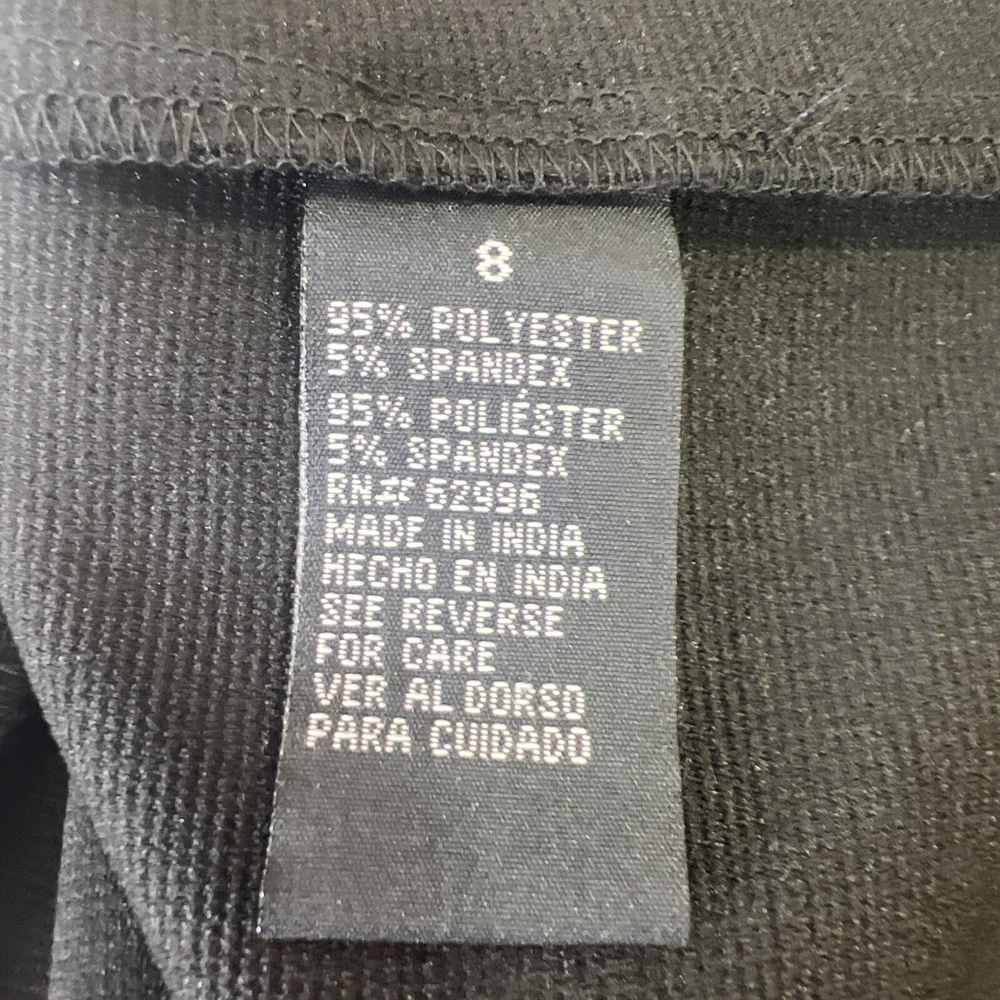 8
95% POLYESTER
5% SPANDEX
95% POLIÉSTER
5% SPANDEX
RN# 62996
MADE IN INDIA
HECHO EN INDIA
SEE REVERSE
FOR CARE
VER AL DORSO
PARA CUIDADO